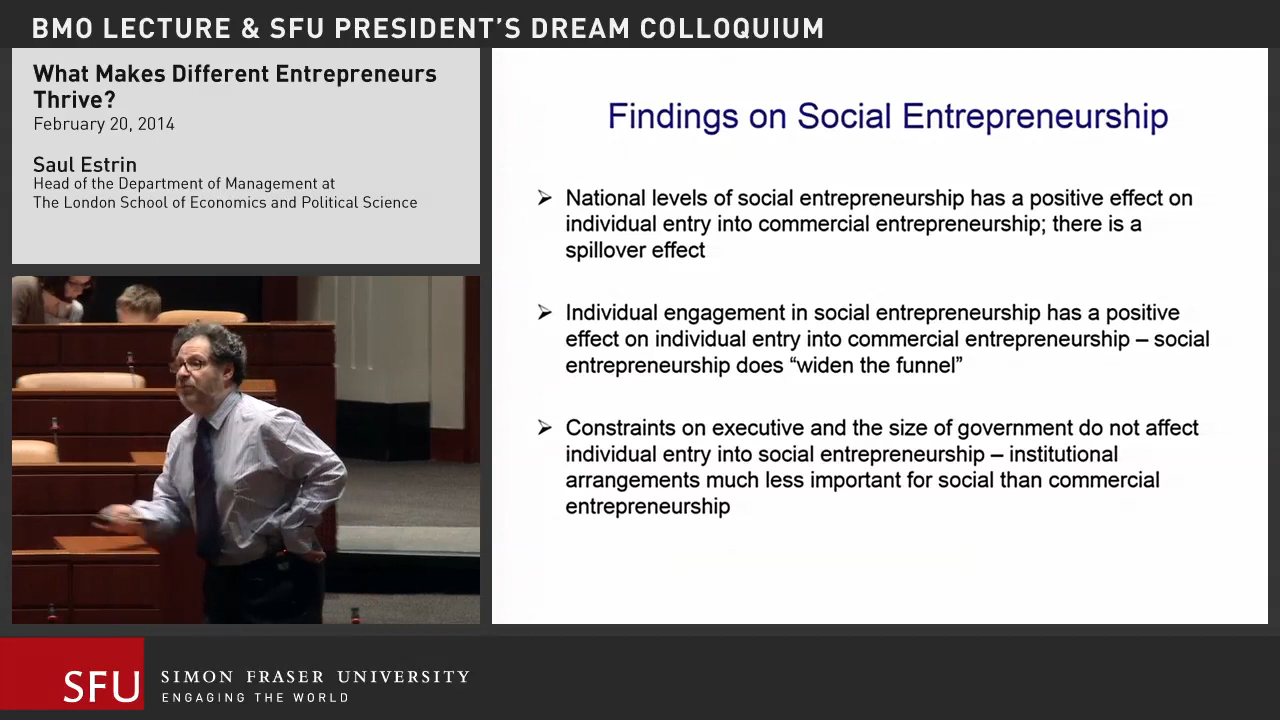 BMO LECTURE & SFU PRESIDENT'S DREAM COLLOQUIUM
What Makes Different Entrepreneurs
Thrive?
February 20, 2014
Saul Estrin
Head of the Department of Management at
The London School of Economics and Political Science
Findings on Social Entrepreneurship
➢ National levels of social entrepreneurship has a positive effect on
individual entry into commercial entrepreneurship; there is a
spillover effect
➢ Individual engagement in social entrepreneurship has a positive
effect on individual entry into commercial entrepreneurship – social
entrepreneurship does “widen the funnel”
➢ Constraints on executive and the size of government do not affect
individual entry into social entrepreneurship – institutional
arrangements much less important for social than commercial
entrepreneurship
SFU
SIMON FRASER UNIVERSITY
ENGAGING THE WORLD